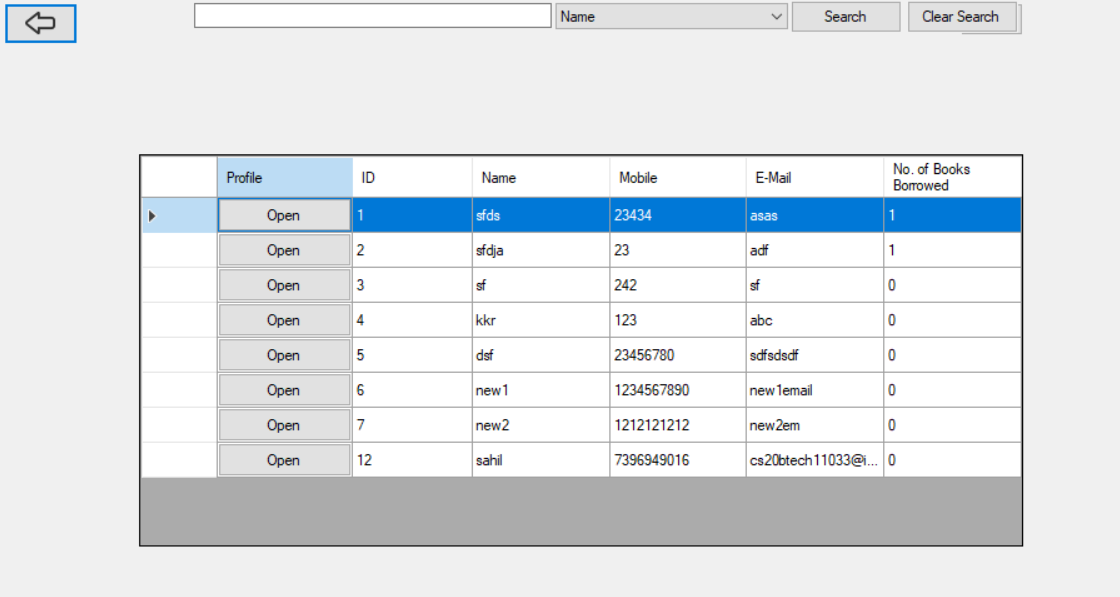 Name Search Clear Search
Profile ID Name Mobile E-Mail No. of Books
Borrowed
Open 1 sfds 23434 asas 1
Open 2 sfdja 23 adf 1
Open 3 sf 242 sf 0
Open 4 kkr 123 abc 0
Open 5 dsf 23456780 sdfsdsdf 0
Open 6 new1 1234567890 new1email 0
Open 7 new2 1212121212 new2em 0
Open 12 sahil 7396949016 cs20btech11033@i... 0